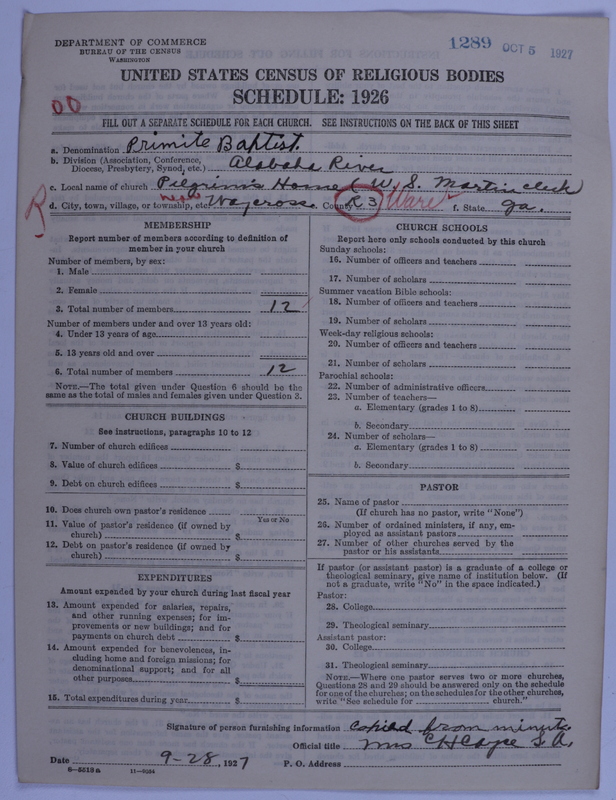 DEPARTMENT OF COMMERCE
BUREAU OF THE CENSUS
WASHINGTON
1289 OCT 5 1927
UNITED STATES CENSUS OF RELIGIOUS BODIES
SCHEDULE: 1926
00
FILL OUT A SEPARATE SCHEDULE FOR EACH CHURCH. SEE INSTRUCTIONS ON THE BACK OF THIS SHEET
a. Denomination Primite Baptist.
b. Division (Association, Conference, Diocese, Presbytery, Synod, etc.) Alabaha River
c. Local name of church Pilgrims Home (W. S. Martin clerk
d. City, town, village, or township, etc. near Waycross. County R 3 Ware f. State Ga.
MEMBERSHIP
Report number of members according to definition of
member in your church
Number of members, by sex:
1. Male
2. Female
3. Total number of members 12
Number of members under and over 13 years old:
4. Under 13 years of age
5. 13 years old and over
6. Total number of members 12
NOTE.—The total given under Question 6 should be the
same as the total of males and females given under Question 3.
CHURCH BUILDINGS
See instructions, paragraphs 10 to 12
7. Number of church edifices
8. Value of church edifices $
9. Debt on church edifices $
10. Does church own pastor's residence
Yes or No
11. Value of pastor's residence (if owned by
church) $
12. Debt on pastor's residence (if owned by
church) $
EXPENDITURES
Amount expended by your church during last fiscal year
13. Amount expended for salaries, repairs,
and other running expenses; for im-
provements or new buildings; and for
payments on church debt $
14. Amount expended for benevolences, in-
cluding home and foreign missions; for
denominational support; and for all
other purposes $
15. Total expenditures during year $
CHURCH SCHOOLS
Report here only schools conducted by this church
Sunday schools:
16. Number of officers and teachers
17. Number of scholars
Summer vacation Bible schools:
18. Number of officers and teachers
19. Number of scholars
Week-day religious schools:
20. Number of officers and teachers
21. Number of scholars
Parochial schools:
22. Number of administrative officers
23. Number of teachers—
a. Elementary (grades 1 to 8)
b. Secondary
24. Number of scholars—
a. Elementary (grades 1 to 8)
b. Secondary
PASTOR
25. Name of pastor
(If church has no pastor, write "None")
26. Number of ordained ministers, if any, em-
ployed as assistant pastors
27. Number of other churches served by the
pastor or his assistants
If pastor (or assistant pastor) is a graduate of a college or
theological seminary, give name of institution below. (If
not a graduate, write "No" in the space indicated.)
Pastor:
28. College
29. Theological seminary
Assistant pastor:
30. College
31. Theological seminary
NOTE.—Where one pastor serves two or more churches,
Questions 28 and 29 should be answered only on the schedule
for one of the churches; on the schedules for the other churches,
write "See schedule for church."
Signature of person furnishing information Copied from minute
Official title Mrs C H Cage S. A.
Date 9-28, 1927 P. O. Address
6-5519a 11-9094